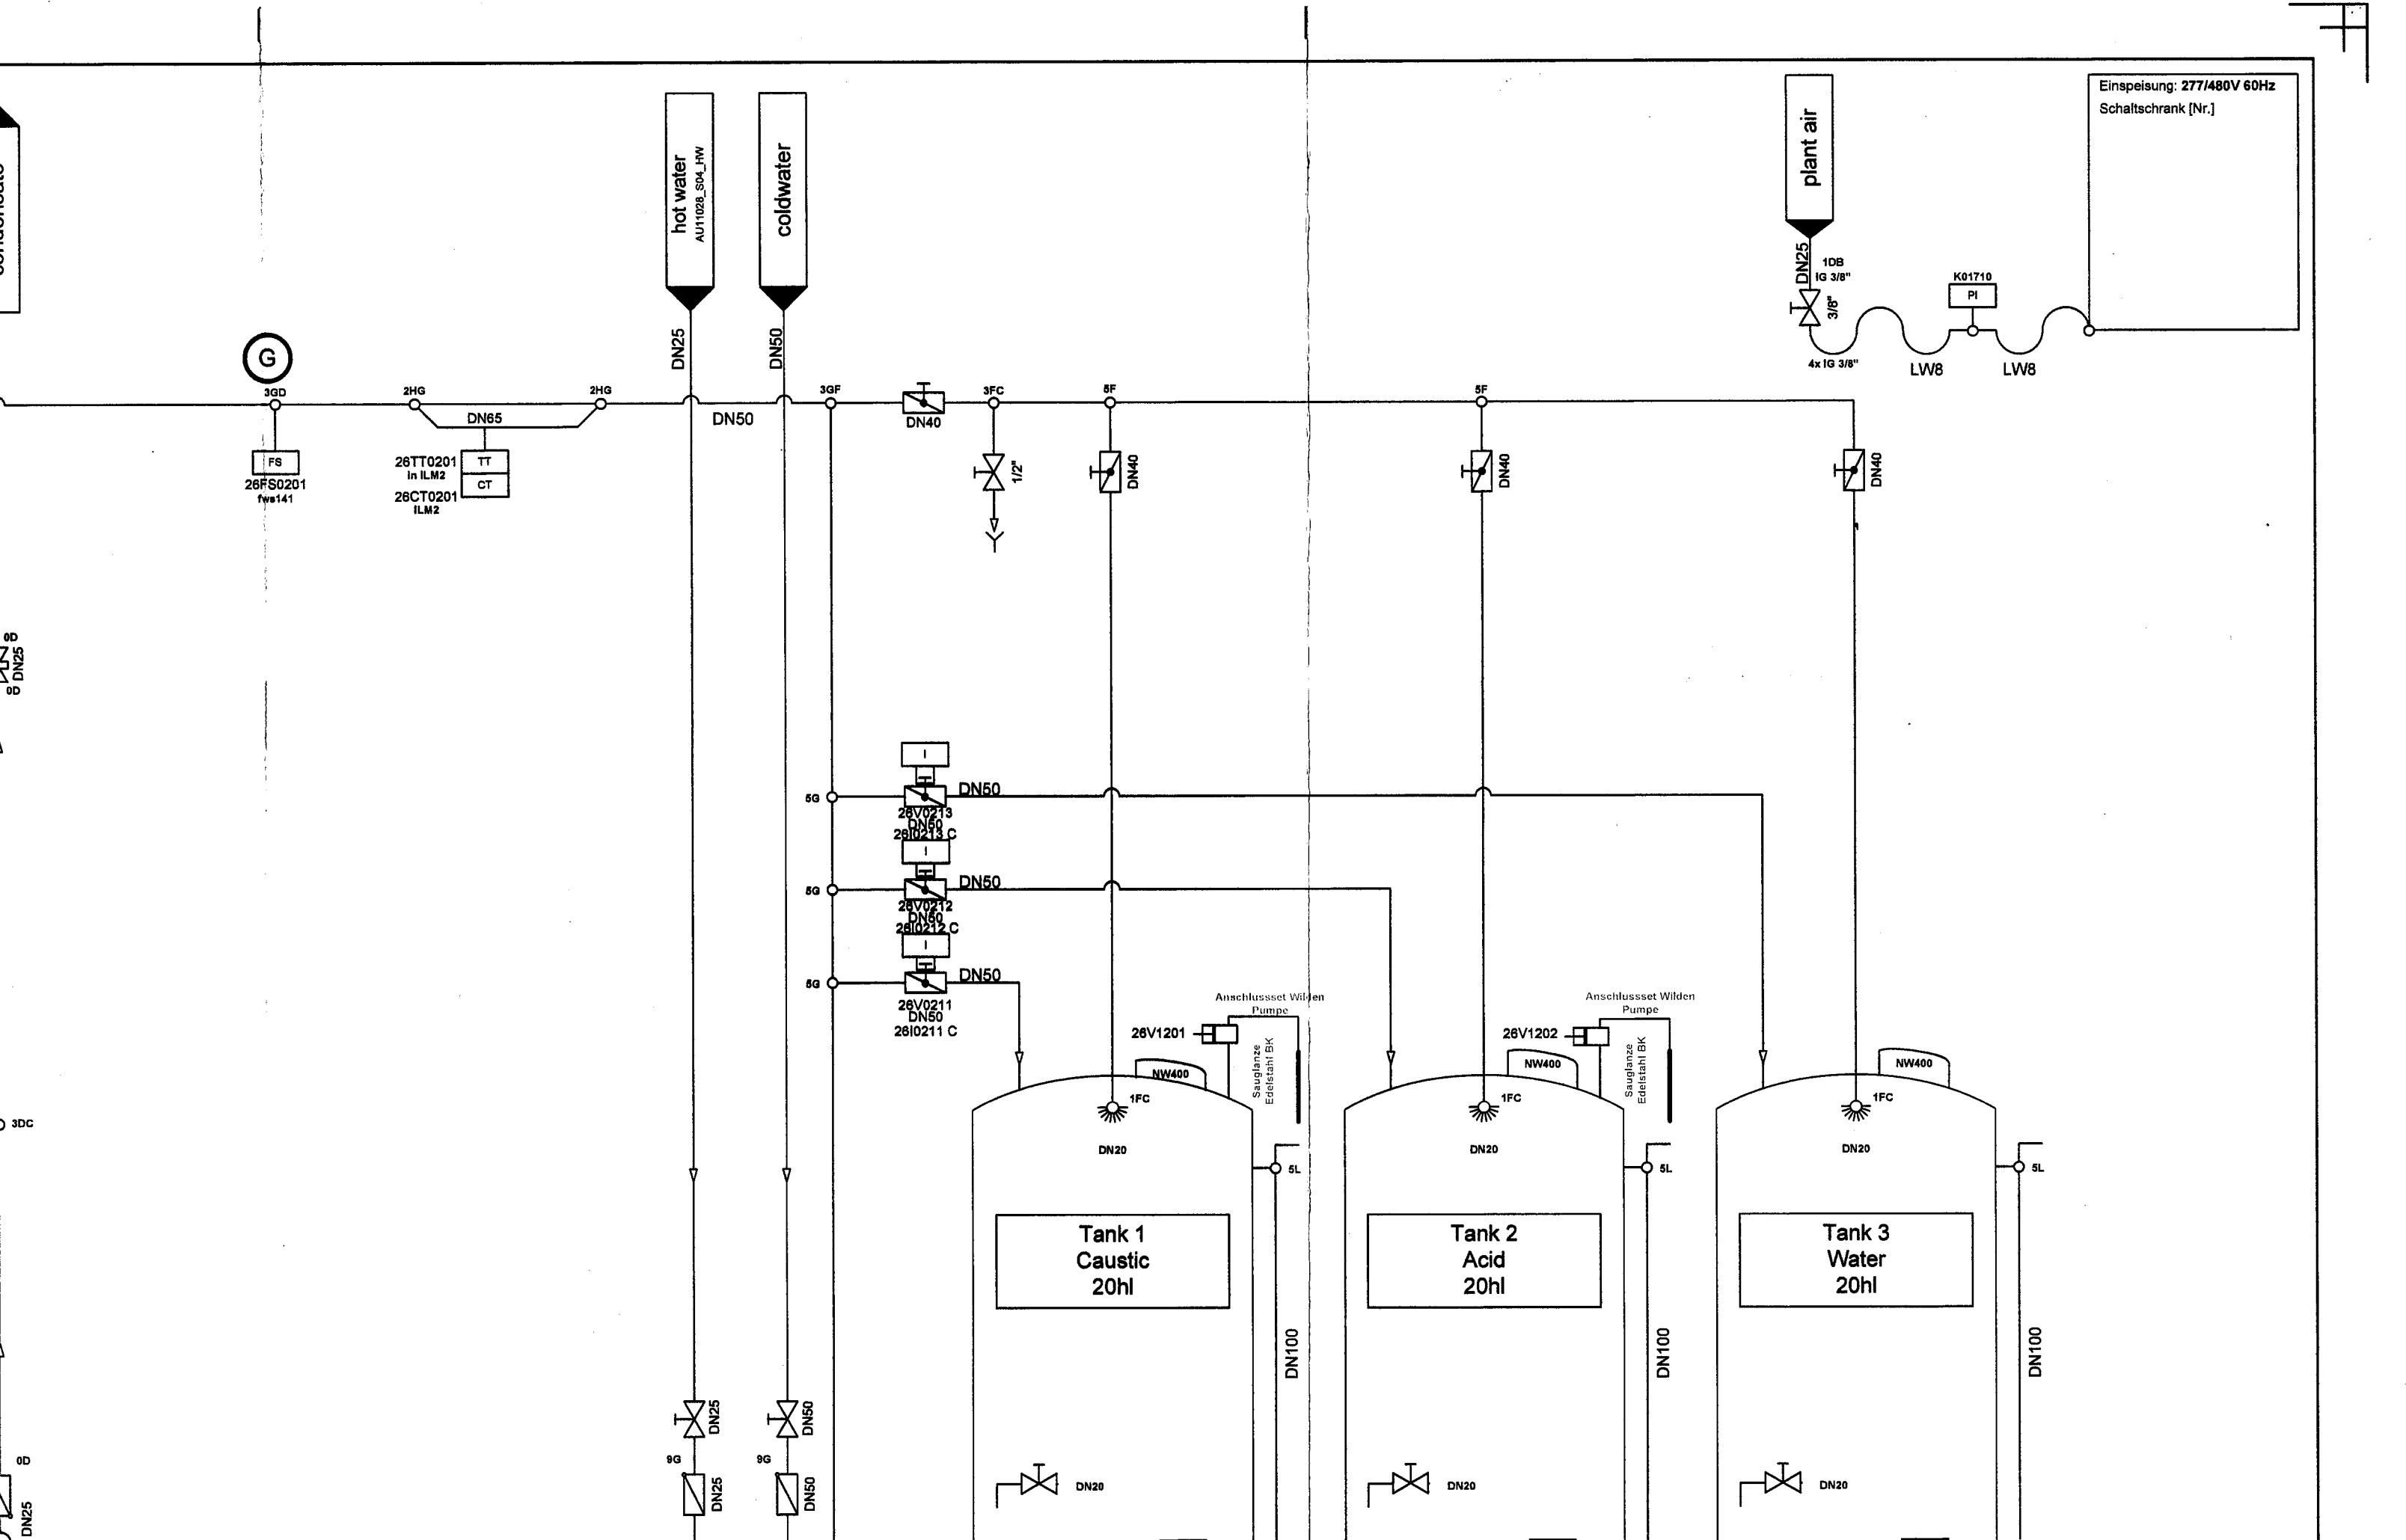 Einspeisung: 277/480V 60Hz
Schaltschrank [Nr.]
hot water
AU11028_S04_HW
coldwater
plant air
DN25
1DB
IG 3/8"
3/8"
K01710
PI
4x IG 3/8"
LW8
LW8
DN25
DN50
G
3GD
2HG
2HG
DN65
DN50
3GF
DN40
3FC
5F
5F
FS
26FS0201
fws141
26TT0201
in ILM2
26CT0201
ILM2
TT
CT
1/2"
DN40
DN40
DN40
0D
DN25
0D
I
5G
DN50
26V0213
DN50
26I0213 C
I
5G
DN50
26V0212
DN50
26I0212 C
I
5G
DN50
26V0211
DN50
26I0211 C
Anschlussset Wilden
Pumpe
26V1201
Sauglanze
Edelstahl BK
NW400
Anschlussset Wilden
Pumpe
26V1202
Sauglanze
Edelstahl BK
NW400
NW400
1FC
1FC
1FC
3DC
DN20
DN20
DN20
5L
5L
5L
Tank 1
Caustic
20hl
Tank 2
Acid
20hl
Tank 3
Water
20hl
DN100
DN100
DN100
DN25
DN50
9G
9G
0D
DN25
DN50
DN20
DN20
DN20
DN25